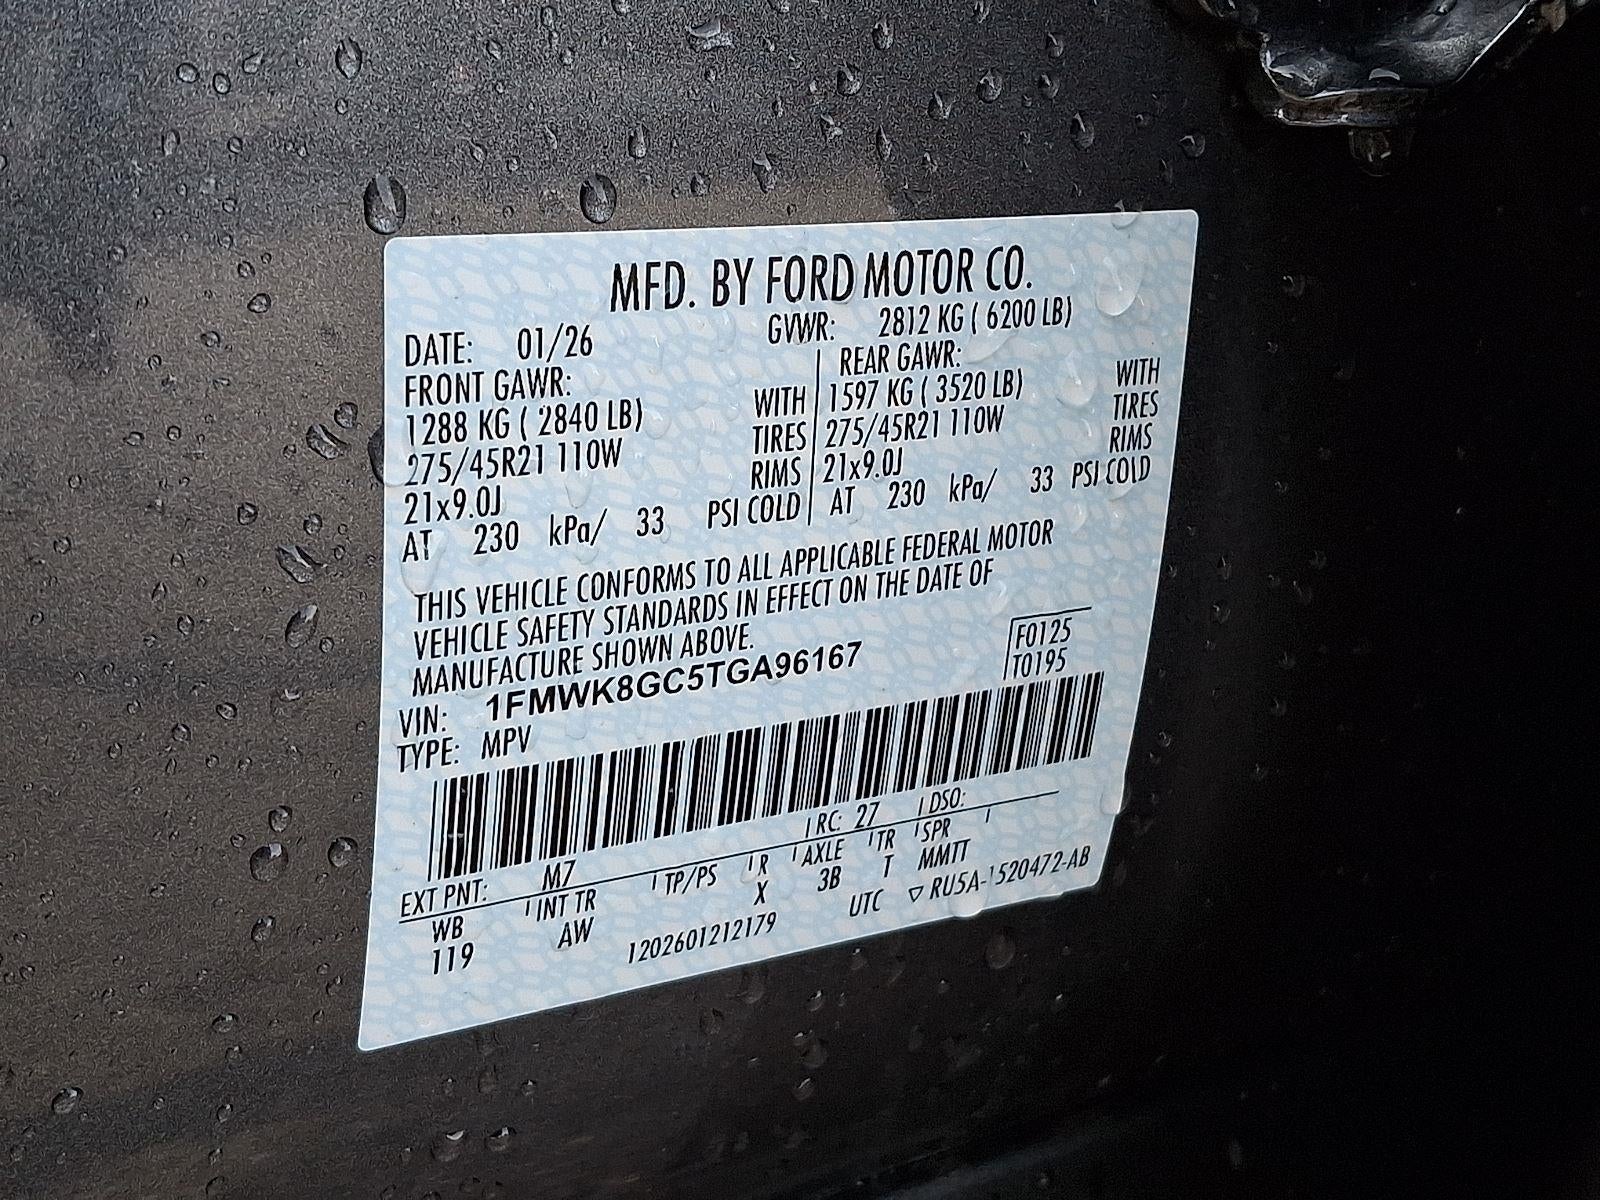 MFD. BY FORD MOTOR CO.
DATE: 01/26 GVWR: 2812 KG ( 6200 LB)
FRONT GAWR: REAR GAWR:
1288 KG ( 2840 LB) WITH 1597 KG ( 3520 LB) WITH
275/45R21 110W TIRES 275/45R21 110W TIRES
21x9.0J RIMS 21x9.0J RIMS
AT 230 kPa/ 33 PSI COLD AT 230 kPa/ 33 PSI COLD
THIS VEHICLE CONFORMS TO ALL APPLICABLE FEDERAL MOTOR
VEHICLE SAFETY STANDARDS IN EFFECT ON THE DATE OF
MANUFACTURE SHOWN ABOVE.
F0125
VIN: 1FMWK8GC5TGA96167 T0195
TYPE: MPV
EXT PNT: M7 RC: 27 DSO:
WB INT TR TP/PS R AXLE TR SPR
119 AW X 3B T MMTT
1202601212179 UTC ▽ RU5A-1520472-AB